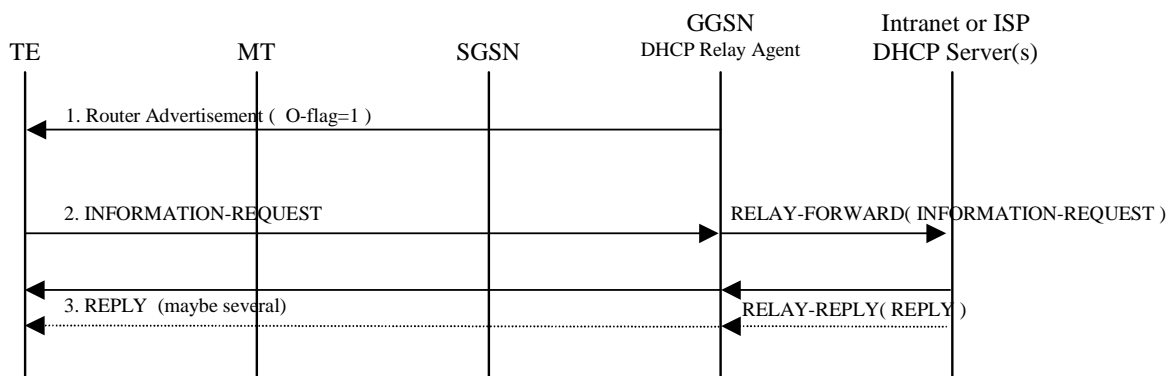 GGSN
Intranet or ISP
TE
MT
SGSN
DHCP Relay Agent
DHCP Server(s)
1. Router Advertisement ( O-flag=1 )
2. INFORMATION-REQUEST
RELAY-FORWARD( INFORMATION-REQUEST )
3. REPLY (maybe several)
RELAY-REPLY( REPLY )